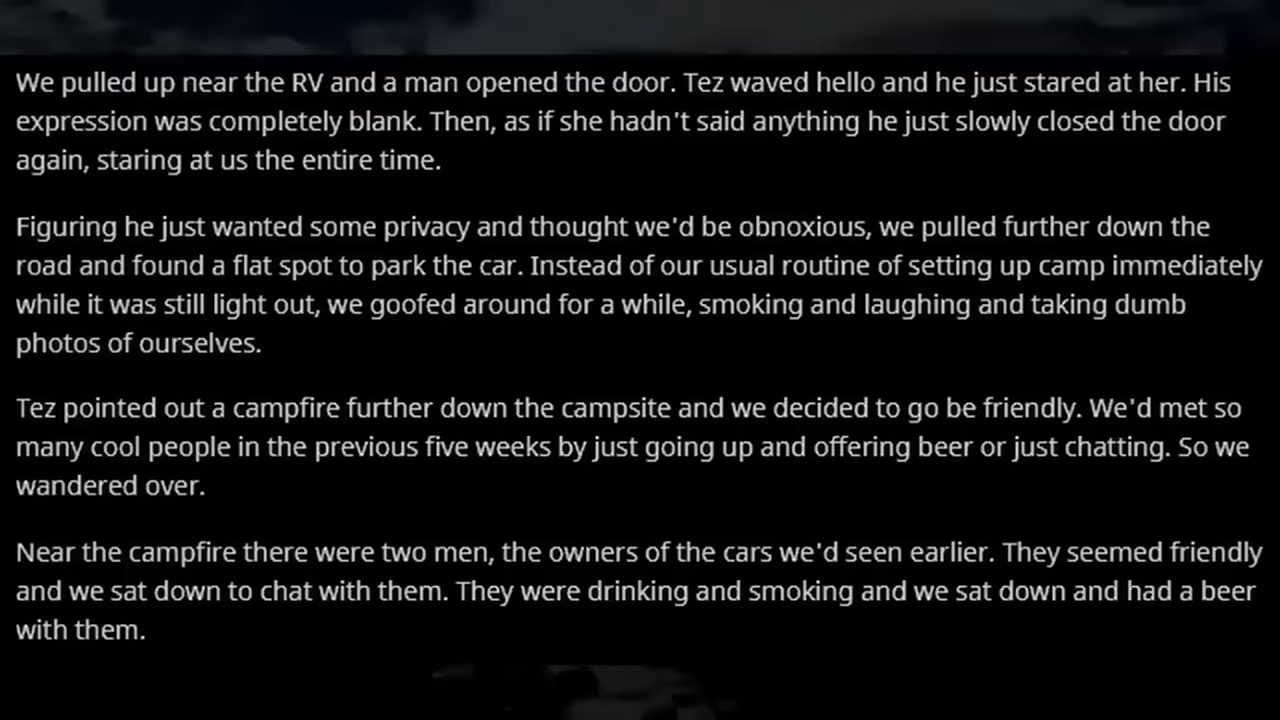 We pulled up near the RV and a man opened the door. Tez waved hello and he just stared at her. His
expression was completely blank. Then, as if she hadn't said anything he just slowly closed the door
again, staring at us the entire time.
Figuring he just wanted some privacy and thought we'd be obnoxious, we pulled further down the
road and found a flat spot to park the car. Instead of our usual routine of setting up camp immediately
while it was still light out, we goofed around for a while, smoking and laughing and taking dumb
photos of ourselves.
Tez pointed out a campfire further down the campsite and we decided to go be friendly. We'd met so
many cool people in the previous five weeks by just going up and offering beer or just chatting. So we
wandered over.
Near the campfire there were two men, the owners of the cars we'd seen earlier. They seemed friendly
and we sat down to chat with them. They were drinking and smoking and we sat down and had a beer
with them.